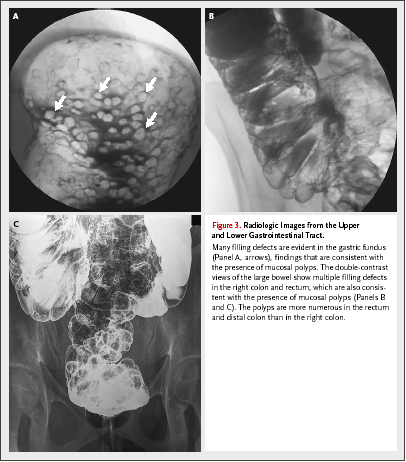 A
B
C
Figure 3. Radiologic Images from the Upper
and Lower Gastrointestinal Tract.
Many filling defects are evident in the gastric fundus
(Panel A, arrows), findings that are consistent with
the presence of mucosal polyps. The double-contrast
views of the large bowel show multiple filling defects
in the right colon and rectum, which are also consis-
tent with the presence of mucosal polyps (Panels B
and C). The polyps are more numerous in the rectum
and distal colon than in the right colon.